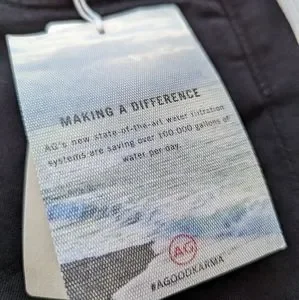 MAKING A DIFFERENCE
AG's new state-of-the-art water filtration
systems are saving over 100,000 gallons of
water per day.
AG
#AGOODKARMA